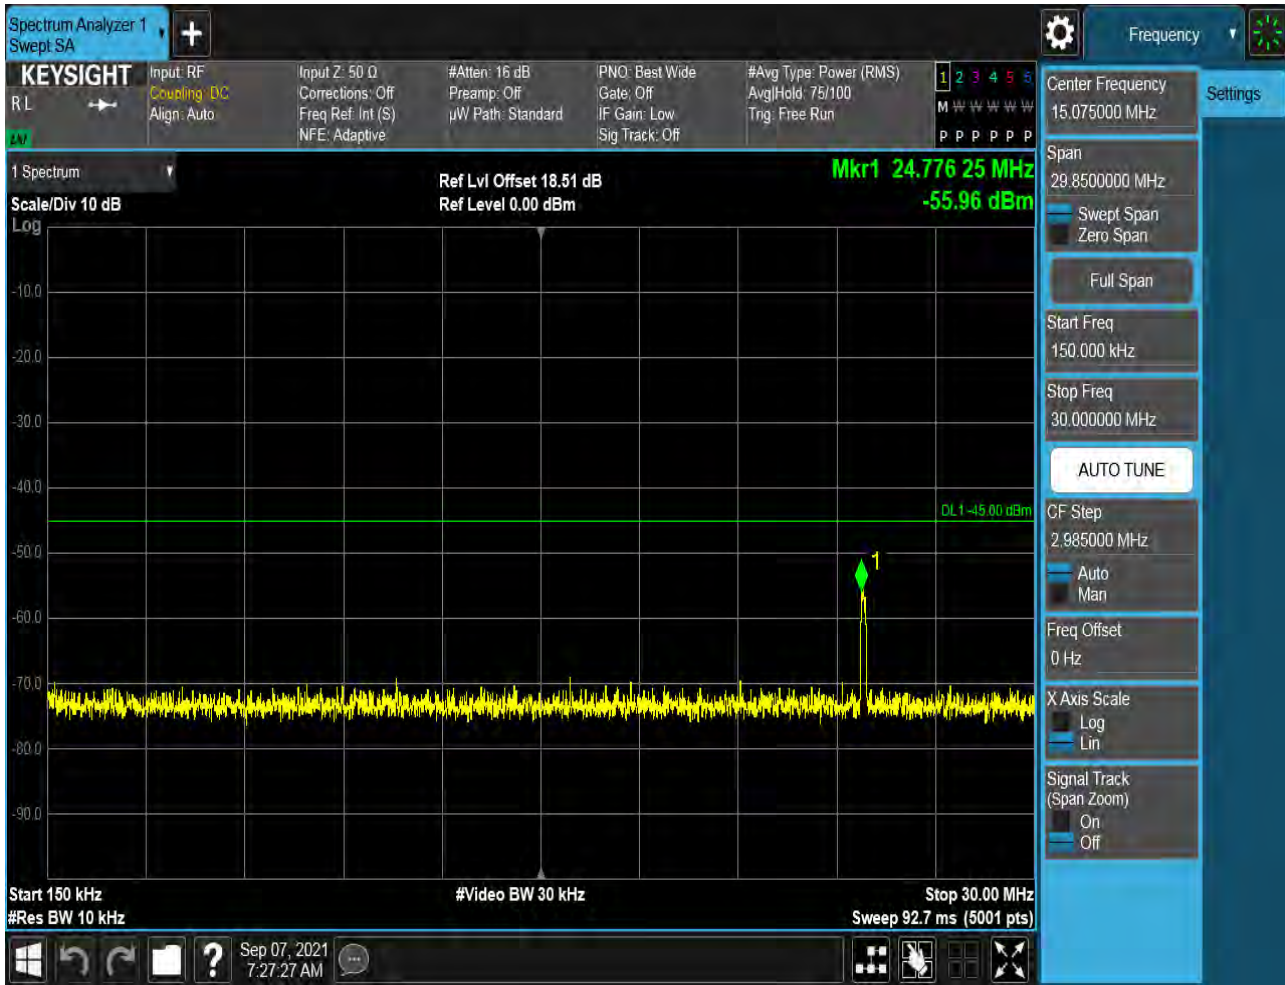 Spectrum Analyzer 1
Swept SA
+
Frequency
KEYSIGHT
R L
LXI
Input: RF
Coupling: DC
Align: Auto
Input Z: 50 Ω
Corrections: Off
Freq Ref: Int (S)
NFE: Adaptive
#Atten: 16 dB
Preamp: Off
µW Path: Standard
PNO: Best Wide
Gate: Off
IF Gain: Low
Sig Track: Off
#Avg Type: Power (RMS)
Avg|Hold: 75/100
Trig: Free Run
1 2 3 4 5 6
M W W W W W
P P P P P P
1 Spectrum
Scale/Div 10 dB
Log
Ref Lvl Offset 18.51 dB
Ref Level 0.00 dBm
Mkr1 24.776 25 MHz
-55.96 dBm
-10.0
-20.0
-30.0
-40.0
DL1 -45.00 dBm
-50.0
1
-60.0
-70.0
-80.0
-90.0
Start 150 kHz
#Video BW 30 kHz
Stop 30.00 MHz
#Res BW 10 kHz
Sweep 92.7 ms (5001 pts)
?
Sep 07, 2021
7:27:27 AM
Center Frequency
15.075000 MHz
Settings
Span
29.8500000 MHz
Swept Span
Zero Span
Full Span
Start Freq
150.000 kHz
Stop Freq
30.000000 MHz
AUTO TUNE
CF Step
2.985000 MHz
Auto
Man
Freq Offset
0 Hz
X Axis Scale
Log
Lin
Signal Track
(Span Zoom)
On
Off